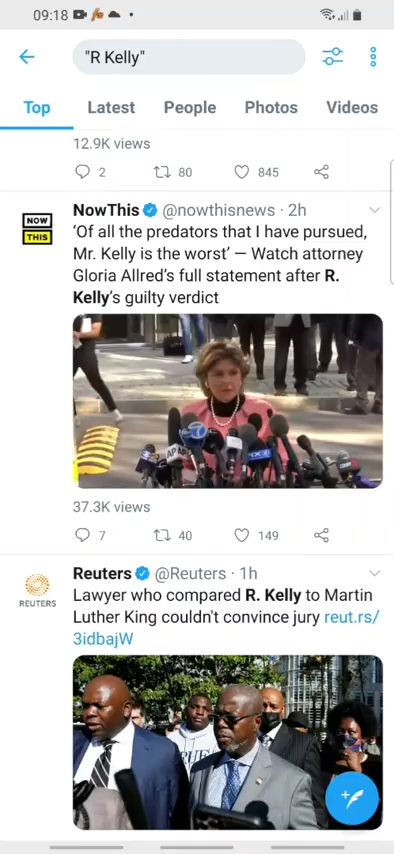 09:18
"R Kelly"
Top Latest People Photos Videos
12.9K views
2 80 845
NOW
THIS
NowThis @nowthisnews · 2h
‘Of all the predators that I have pursued,
Mr. Kelly is the worst’ — Watch attorney
Gloria Allred's full statement after R.
Kelly's guilty verdict
AP
37.3K views
7 40 149
REUTERS
Reuters @Reuters · 1h
Lawyer who compared R. Kelly to Martin
Luther King couldn't convince jury reut.rs/
3idbajW